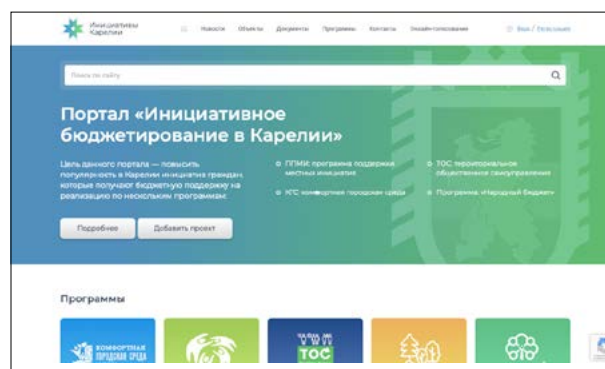 Инициативы
Карелии
Новости Объекты Документы Программы Контакты Онлайн-голосование Вход / Регистрация
Поиск по сайту
Портал «Инициативное
бюджетирование в Карелии»
Цель данного портала — повысить
популярность в Карелии инициатив граждан,
которые получают бюджетную поддержку на
реализацию по нескольким программам:
ППМИ: программа поддержки
местных инициатив
КГС: комфортная городская среда
ТОС: территориальное
общественное самоуправление
Программа «Народный бюджет»
Подробнее Добавить проект
Программы
КОМФОРТНАЯ
ГОРОДСКАЯ СРЕДА
ТОС